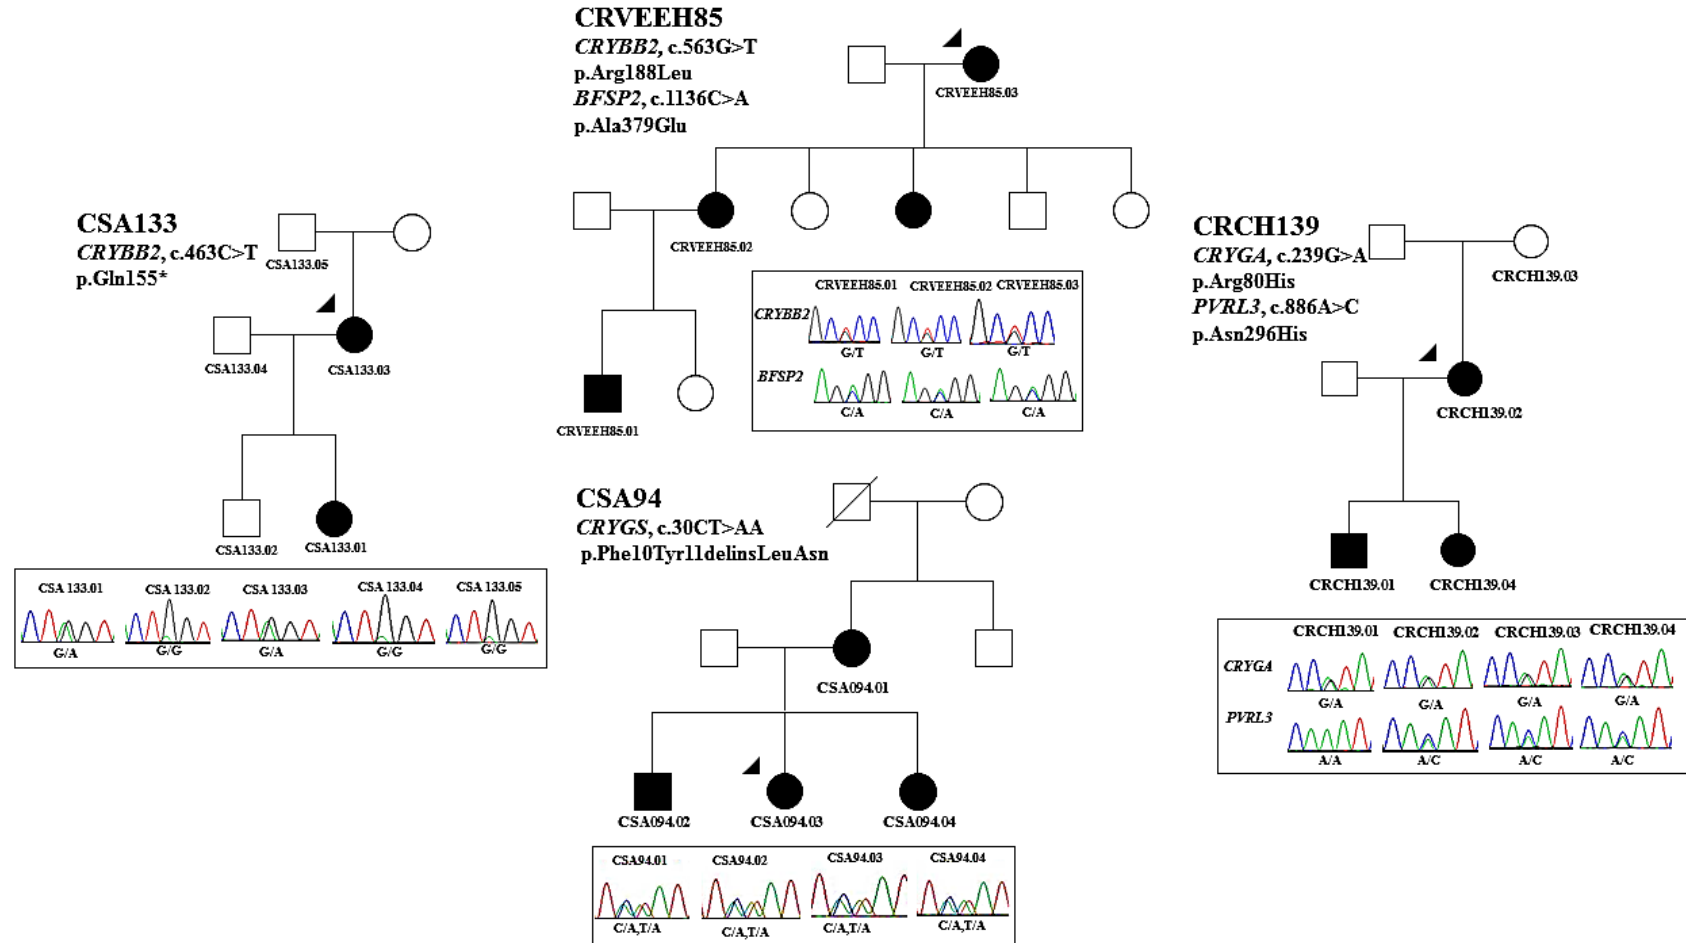 CRVEEH85
CRYBB2, c.563G>T
p.Arg188Leu
BFSP2, c.1136C>A
p.Ala379Glu
CRVEEH85.03
CRVEEH85.02
CRVEEH85.01
CRVEEH85.01 CRVEEH85.02 CRVEEH85.03
CRYBB2
G/T G/T G/T
BFSP2
C/A C/A C/A
CSA133
CRYBB2, c.463C>T
p.Gln155*
CSA133.05
CSA133.04
CSA133.03
CSA133.02
CSA133.01
CSA 133.01 CSA 133.02 CSA 133.03 CSA 133.04 CSA 133.05
G/A G/G G/A G/G G/G
CSA94
CRYGS, c.30CT>AA
p.Phe10Tyr11delinsLeuAsn
CSA094.01
CSA094.02
CSA094.03
CSA094.04
CSA94.01 CSA94.02 CSA94.03 CSA94.04
C/A,T/A C/A,T/A C/A,T/A C/A,T/A
CRCH139
CRYGA, c.239G>A
p.Arg80His
PVRL3, c.886A>C
p.Asn296His
CRCH139.03
CRCH139.02
CRCH139.01
CRCH139.04
CRCH139.01 CRCH139.02 CRCH139.03 CRCH139.04
CRYGA
G/A G/A G/A G/A
PVRL3
A/A A/C A/C A/C